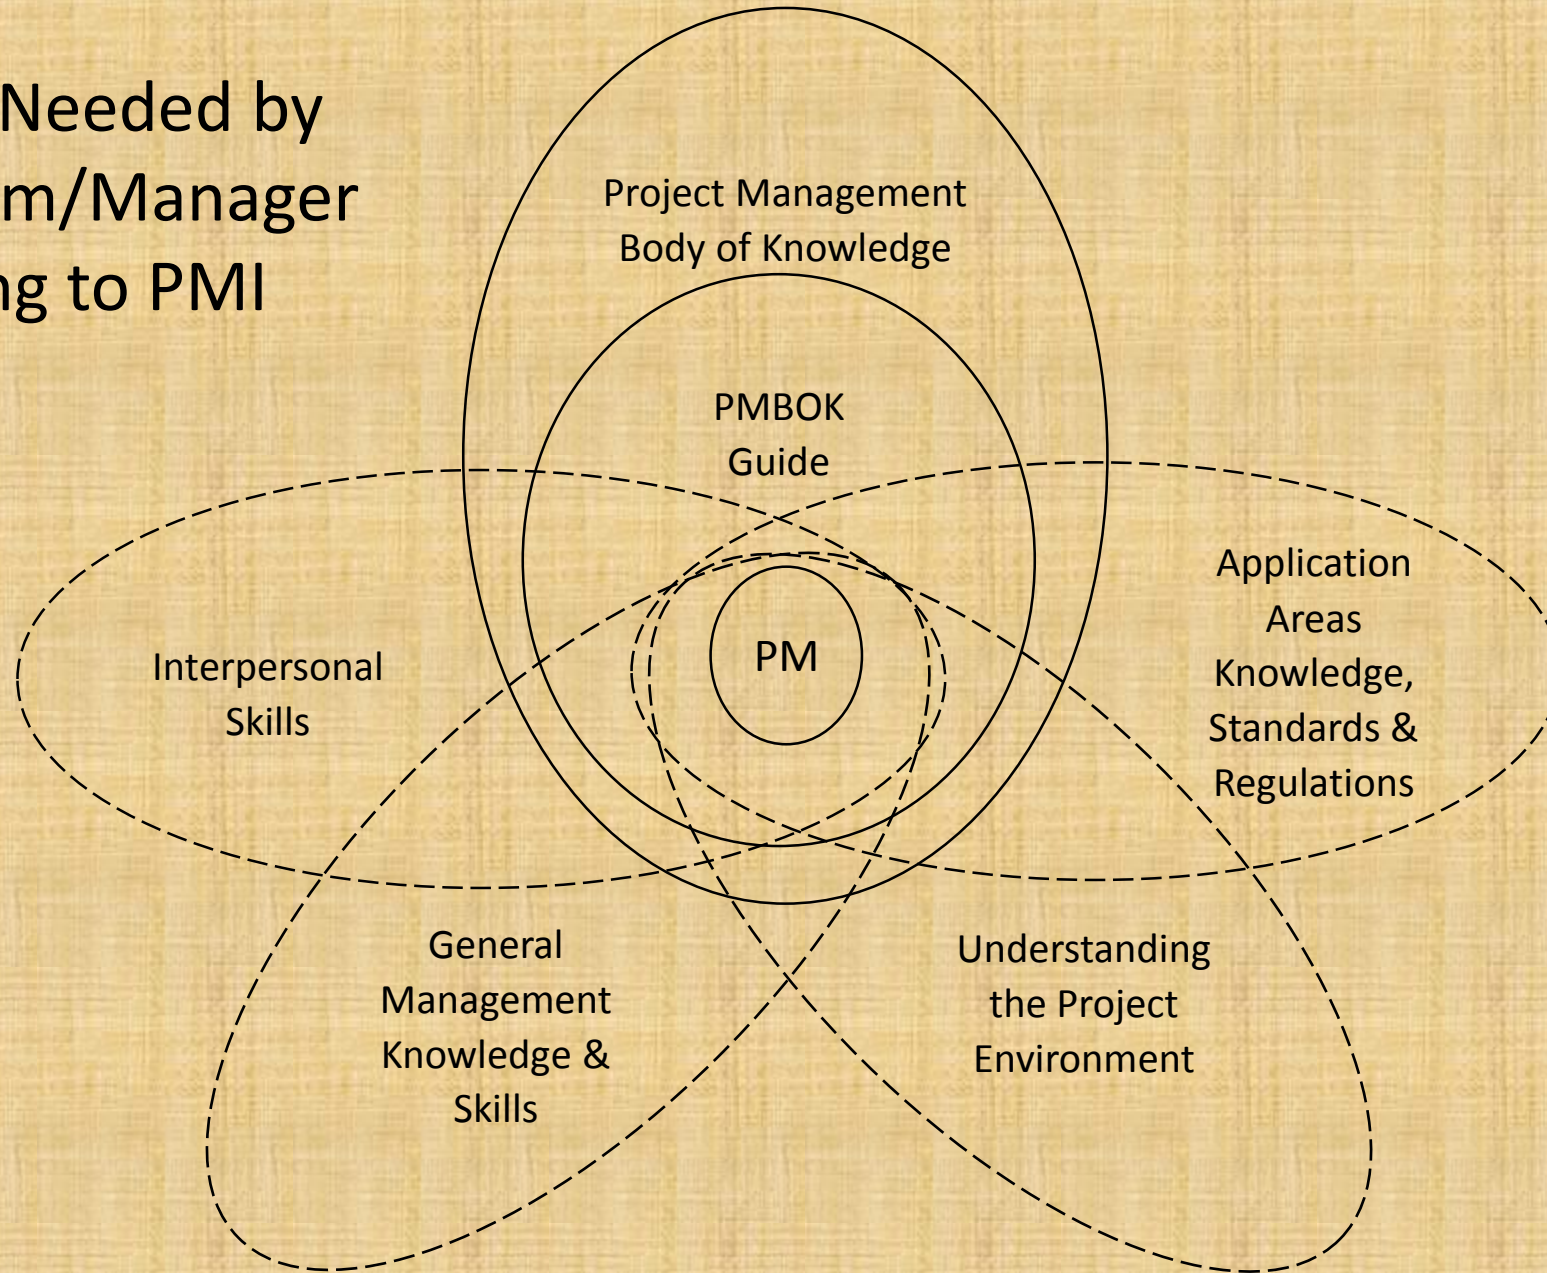 Needed by
m/Manager
ng to PMI
Project Management
Body of Knowledge
PMBOK
Guide
Interpersonal
Skills
PM
Application
Areas
Knowledge,
Standards &
Regulations
General
Management
Knowledge &
Skills
Understanding
the Project
Environment